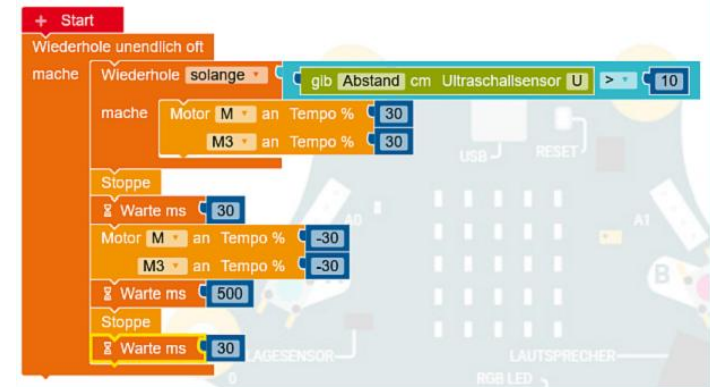 + Start
Wiederhole unendlich oft
mache Wiederhole solange gib Abstand cm Ultraschallsensor U > 10
mache Motor M an Tempo % 30
M3 an Tempo % 30
USB RESET
Stoppe
Warte ms 30
A0 A1
Motor M an Tempo % -30
M3 an Tempo % -30
B
Warte ms 500
Stoppe
Warte ms 30
LAGESENSOR LAUTSPRECHER
0 RGB LED